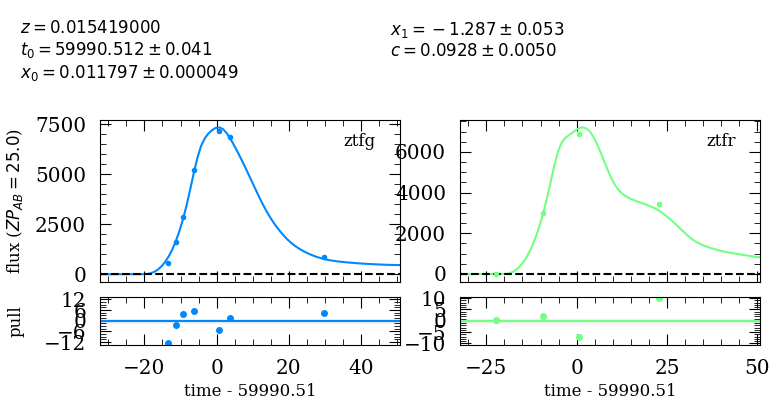 z = 0.015419000
t₀ = 59990.512 ± 0.041
x₀ = 0.011797 ± 0.000049
x₁ = −1.287 ± 0.053
c = 0.0928 ± 0.0050
7500
5000
2500
0
flux (ZP_AB = 25.0)
ztfg
6000
4000
2000
0
ztfr
12
6
0
−6
−12
pull
10
5
0
−5
−10
−20 0 20 40
time - 59990.51
−25 0 25 50
time - 59990.51